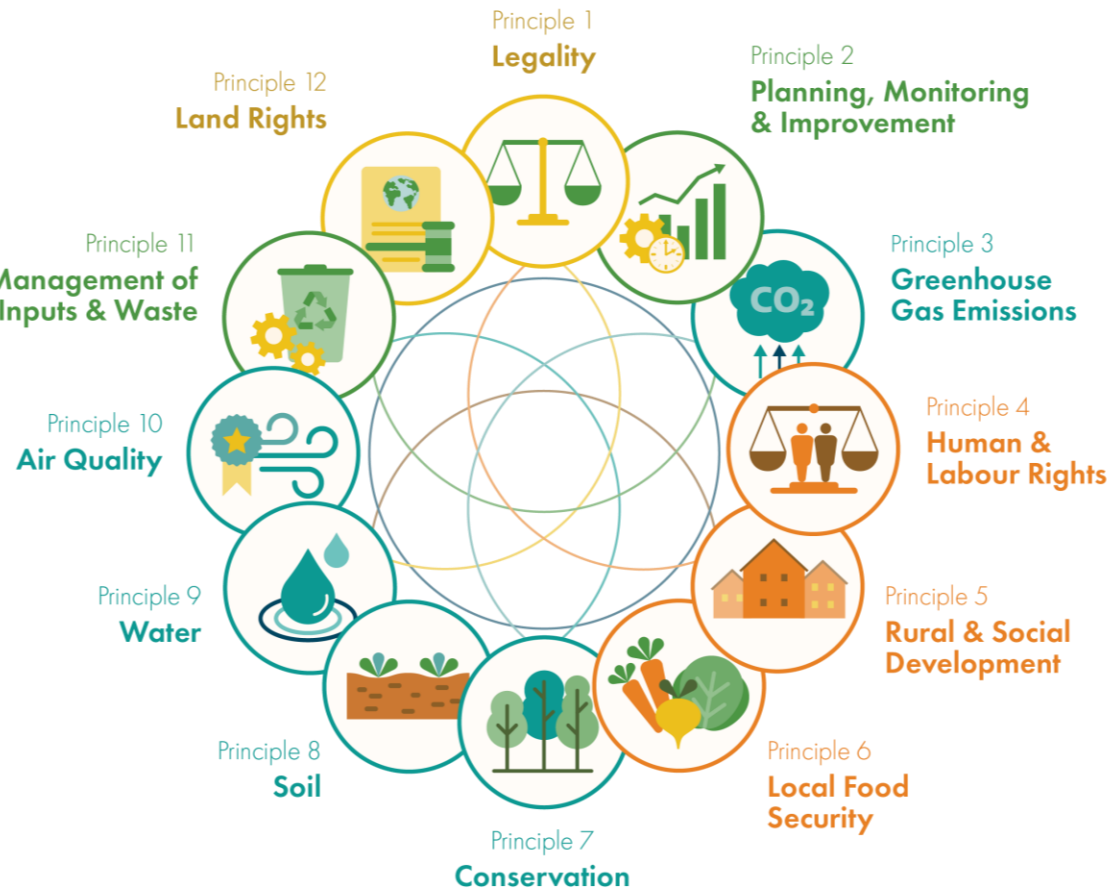 Principle 1
Legality
Principle 2
Planning, Monitoring
& Improvement
Principle 3
Greenhouse
Gas Emissions
CO₂
Principle 4
Human &
Labour Rights
Principle 5
Rural & Social
Development
Principle 6
Local Food
Security
Principle 7
Conservation
Principle 8
Soil
Principle 9
Water
Principle 10
Air Quality
Principle 11
Management of
Inputs & Waste
Principle 12
Land Rights